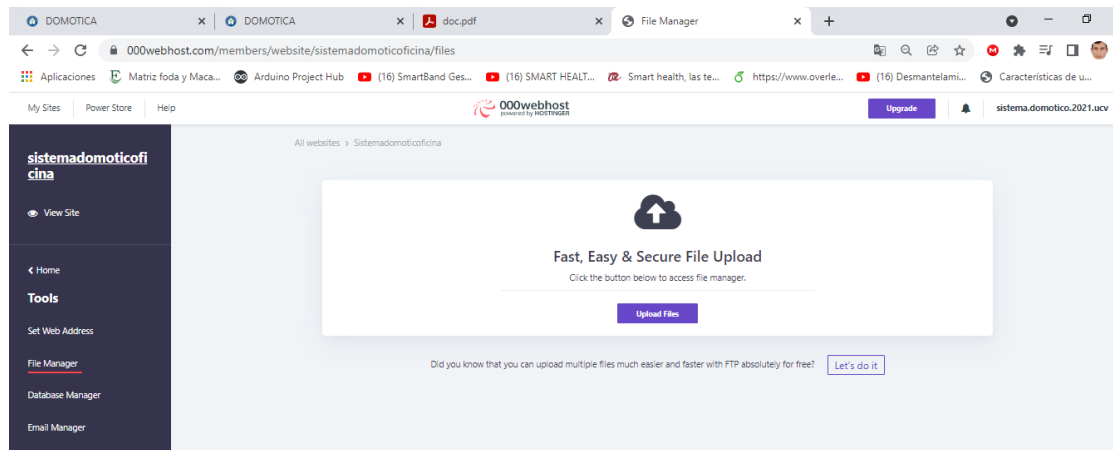 DOMOTICA
DOMOTICA
doc.pdf
File Manager
000webhost.com/members/website/sistemadomoticoficina/files
Aplicaciones
Matriz foda y Maca...
Arduino Project Hub
(16) SmartBand Ges...
(16) SMART HEALT...
Smart health, las te...
https://www.overle...
(16) Desmantelami...
Características de u...
My Sites
Power Store
Help
000webhost
powered by HOSTINGER
Upgrade
sistema.domotico.2021.ucv
sistemadomoticofi
cina
View Site
Home
Tools
Set Web Address
File Manager
Database Manager
Email Manager
All websites > Sistemadomoticoficina
Fast, Easy & Secure File Upload
Click the button below to access file manager.
Upload Files
Did you know that you can upload multiple files much easier and faster with FTP absolutely for free?
Let's do it